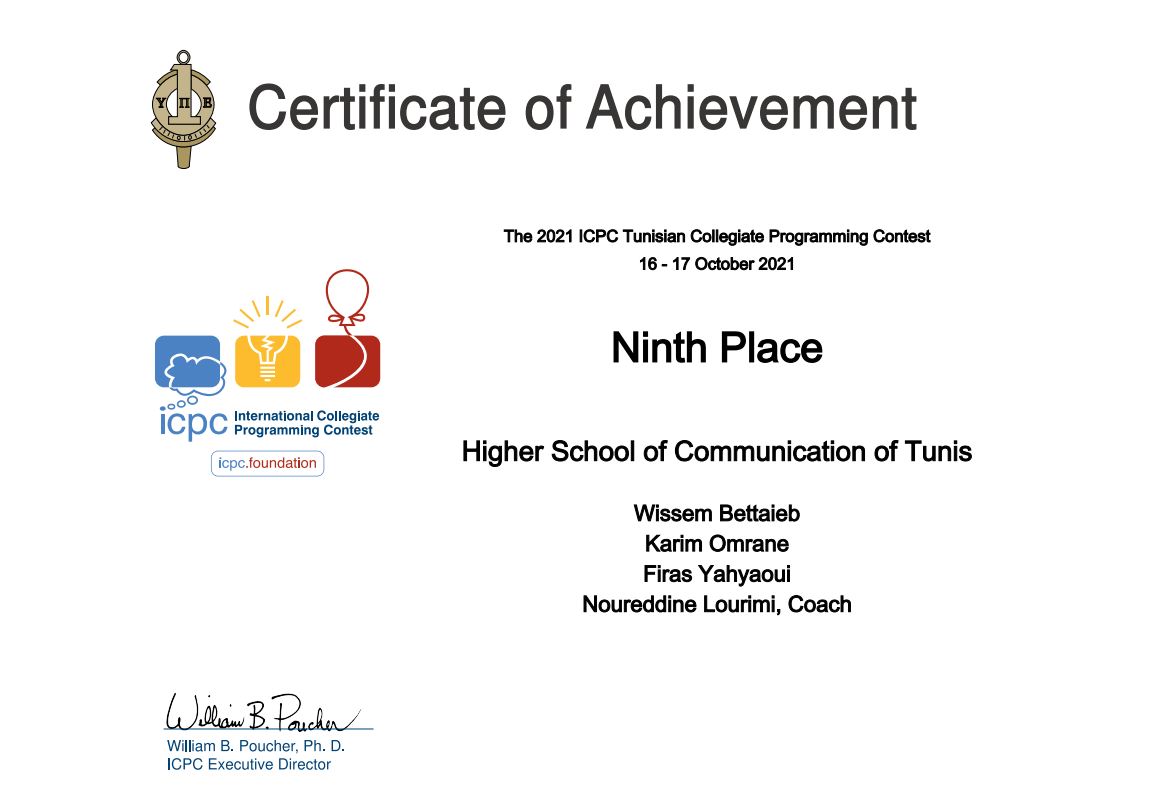 Υ Π Ε
Certificate of Achievement
The 2021 ICPC Tunisian Collegiate Programming Contest
16 - 17 October 2021
Ninth Place
icpc International Collegiate
Programming Contest
icpc.foundation
Higher School of Communication of Tunis
Wissem Bettaieb
Karim Omrane
Firas Yahyaoui
Noureddine Lourimi, Coach
William B. Poucher
William B. Poucher, Ph. D.
ICPC Executive Director